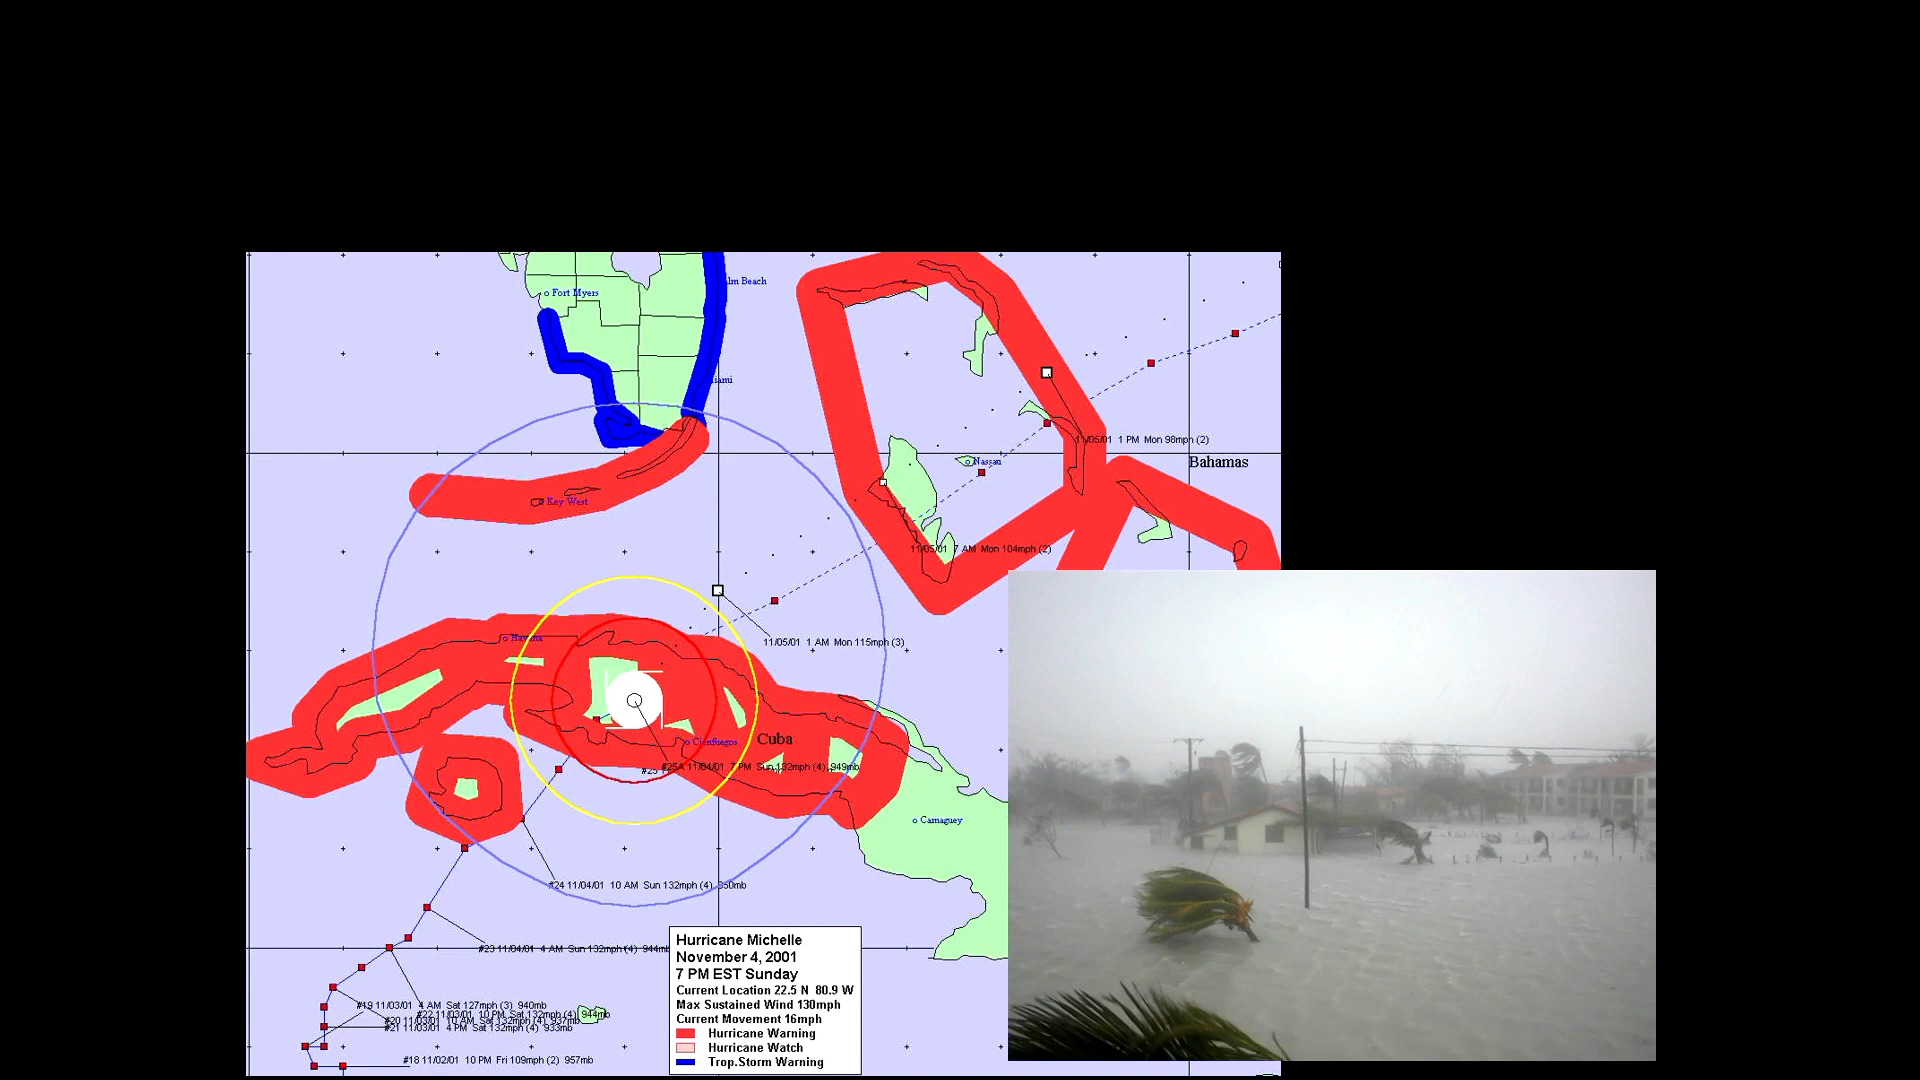 lm Beach
Fort Myers
iami
11/05/01  1 PM  Mon 98mph (2)
Nassau
Bahamas
Key West
11/05/01  7 AM  Mon 104mph (2)
Havana
11/05/01  1 AM  Mon 115mph (3)
Cuba
Cienfuegos
#25A 11/04/01  7 PM  Sun 132mph (4)  949mb
#25
Camaguey
#24 11/04/01  10 AM  Sun 132mph (4)  950mb
#23 11/04/01  4 AM  Sun 132mph (4)  944mb
#19 11/03/01  4 AM  Sat 127mph (3)  940mb
#22 11/03/01  10 PM  Sat 132mph (4)  944mb
#20 11/03/01  10 AM  Sat 132mph (4)  937mb
#21 11/03/01  4 PM  Sat 132mph (4)  933mb
#18 11/02/01  10 PM  Fri 109mph (2)  957mb
Hurricane Michelle
November 4, 2001
7 PM EST Sunday
Current Location 22.5 N  80.9 W
Max Sustained Wind 130mph
Current Movement 16mph
Hurricane Warning
Hurricane Watch
Trop.Storm Warning